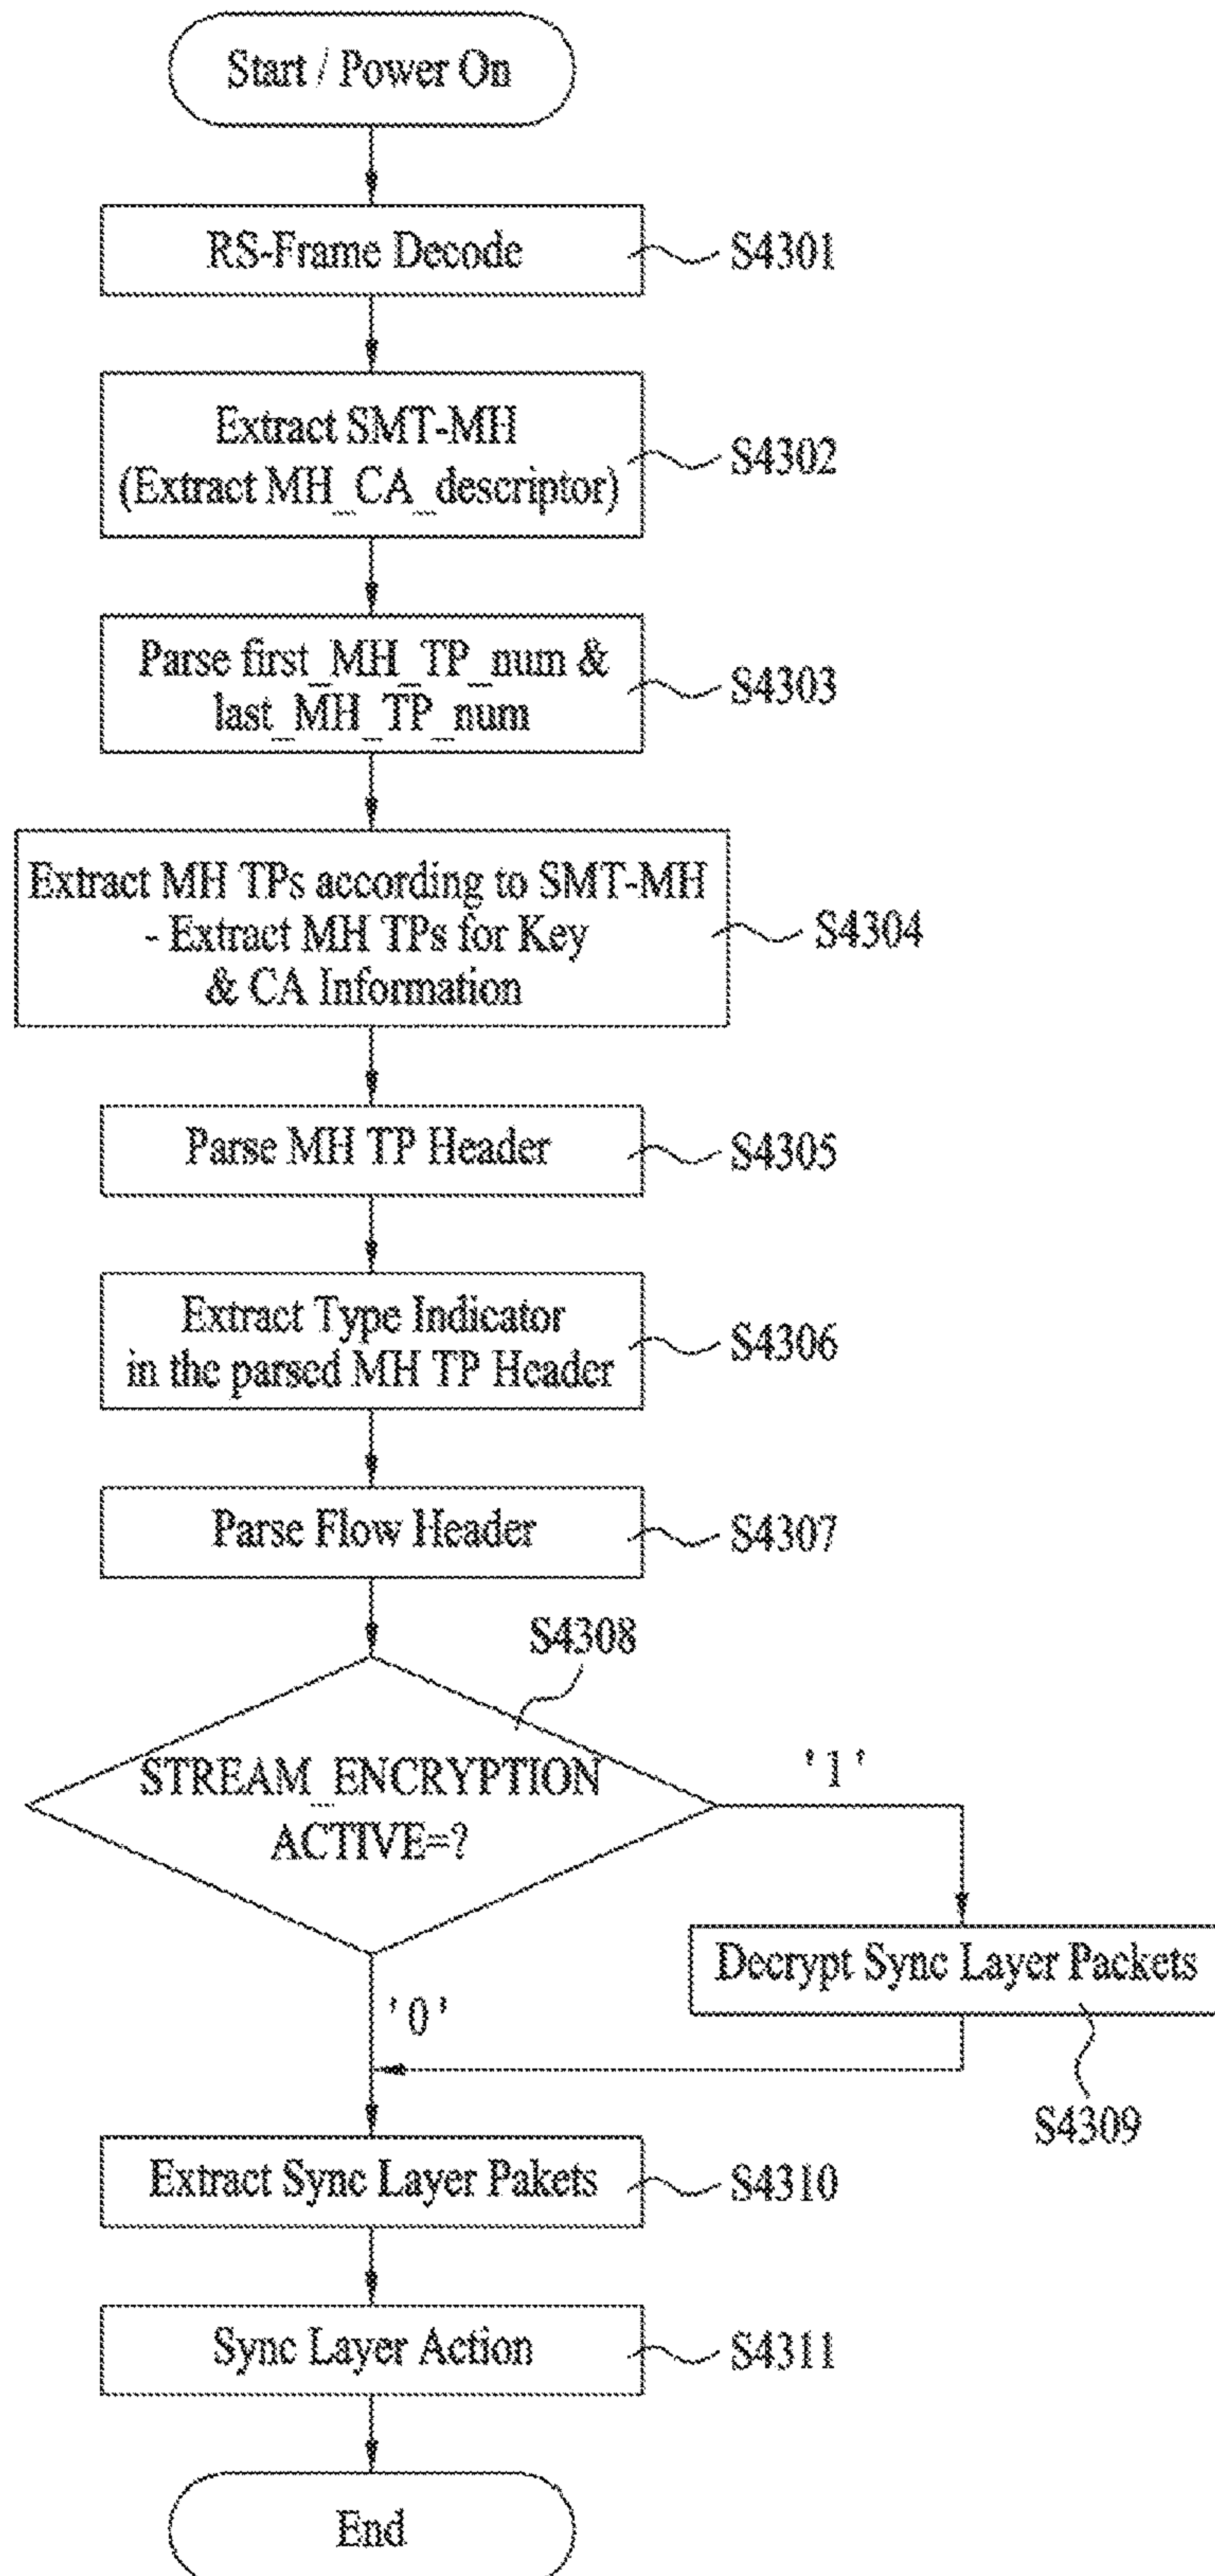 Start / Power On
RS-Frame Decode
S4301
Extract SMT-MH
(Extract MH_CA_descriptor)
S4302
Parse first_MH_TP_num &
last_MH_TP_num
S4303
Extract MH TPs according to SMT-MH
- Extract MH TPs for Key
& CA Information
S4304
Parse MH TP Header
S4305
Extract Type Indicator
in the parsed MH TP Header
S4306
Parse Flow Header
S4307
S4308
STREAM_ENCRYPTION
ACTIVE=?
'1'
Decrypt Sync Layer Packets
'0'
S4309
Extract Sync Layer Pakets
S4310
Sync Layer Action
S4311
End